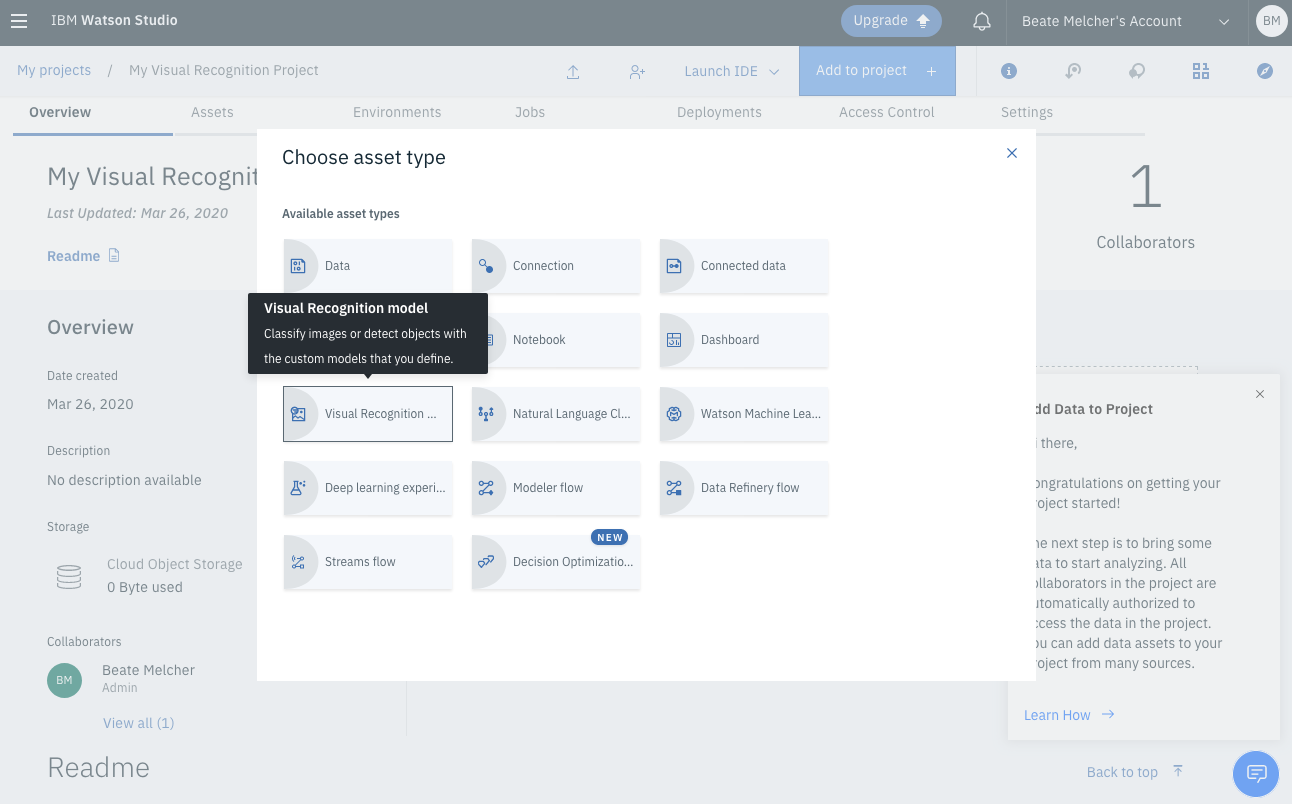 IBM Watson Studio
Upgrade
Beate Melcher's Account
BM
My projects / My Visual Recognition Project
Launch IDE
Add to project +
Overview
Assets
Environments
Jobs
Deployments
Access Control
Settings
My Visual Recognit
Last Updated: Mar 26, 2020
Readme
1
Collaborators
Choose asset type
Available asset types
Data
Connection
Connected data
Visual Recognition model
Classify images or detect objects with
the custom models that you define.
Notebook
Dashboard
Visual Recognition ...
Natural Language Cl...
Watson Machine Lea...
Deep learning experi...
Modeler flow
Data Refinery flow
Streams flow
NEW
Decision Optimizatio...
Overview
Date created
Mar 26, 2020
Description
No description available
Storage
Cloud Object Storage
0 Byte used
Collaborators
BM
Beate Melcher
Admin
View all (1)
dd Data to Project
i there,
ongratulations on getting your
roject started!
he next step is to bring some
ata to start analyzing. All
ollaborators in the project are
utomatically authorized to
ccess the data in the project.
ou can add data assets to your
roject from many sources.
Learn How
Readme
Back to top